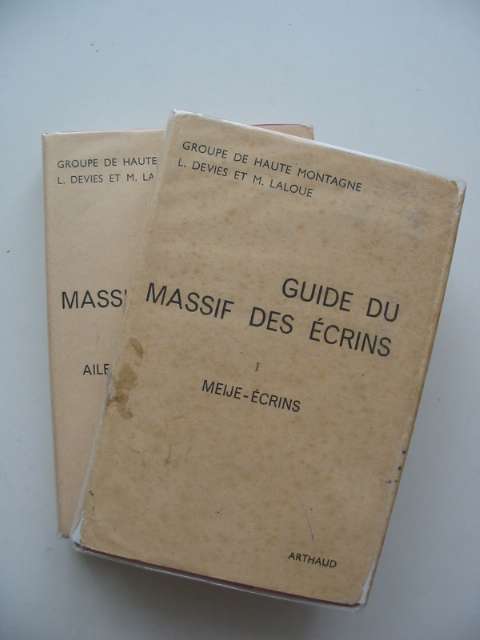 GROUPE DE HAUTE MONTAGNE
L. DEVIES ET M. LALOUE
GUIDE DU
MASSIF DES ÉCRINS
I
MEIJE-ÉCRINS
ARTHAUD
GROUPE DE HAUTE
L. DEVIES ET M. LA
MASSI
AILE